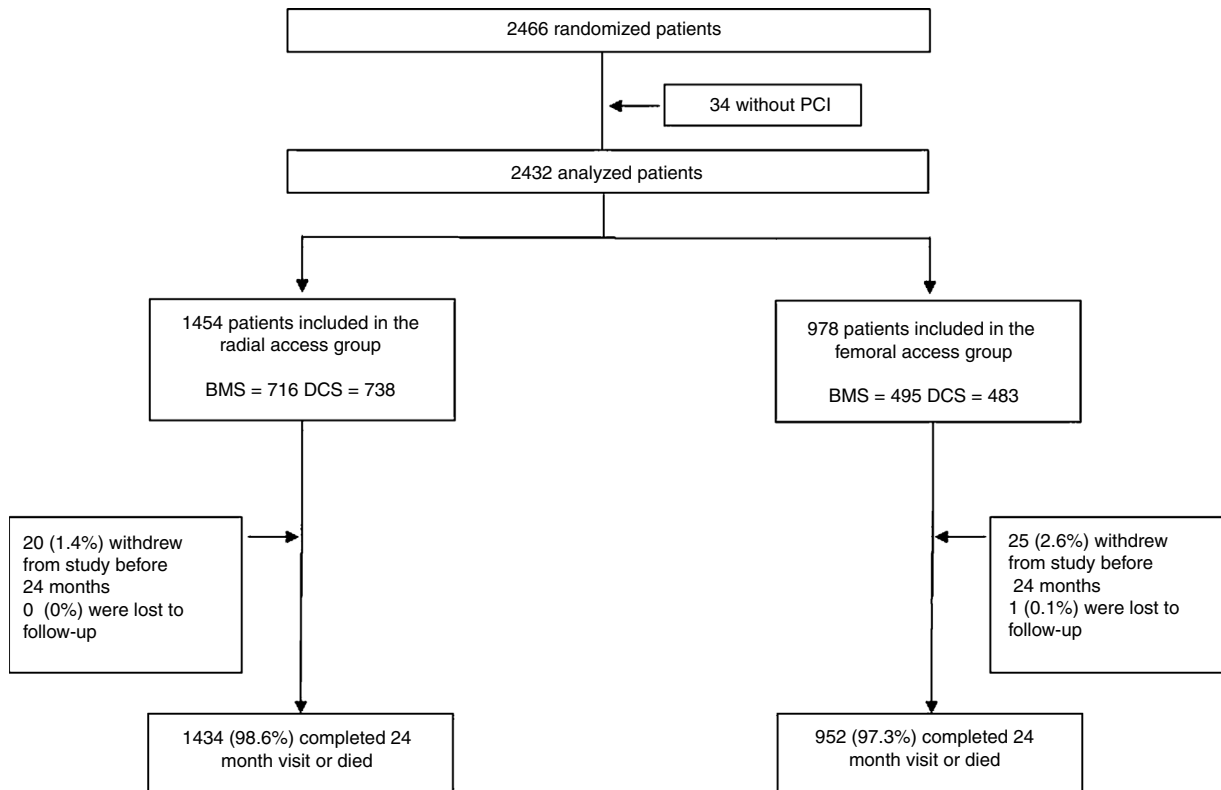 2466 randomized patients
34 without PCI
2432 analyzed patients
1454 patients included in the
radial access group
BMS = 716 DCS = 738
978 patients included in the
femoral access group
BMS = 495 DCS = 483
20 (1.4%) withdrew
from study before
24 months
0 (0%) were lost to
follow-up
25 (2.6%) withdrew
from study before
24 months
1 (0.1%) were lost to
follow-up
1434 (98.6%) completed 24
month visit or died
952 (97.3%) completed 24
month visit or died